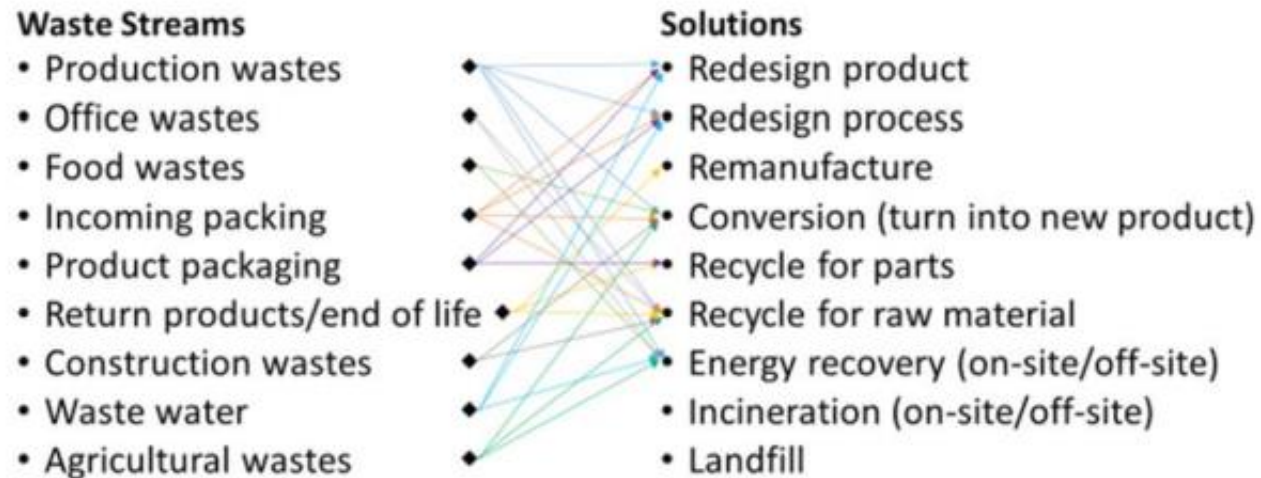 Waste Streams
• Production wastes
• Office wastes
• Food wastes
• Incoming packing
• Product packaging
• Return products/end of life
• Construction wastes
• Waste water
• Agricultural wastes
Solutions
• Redesign product
• Redesign process
• Remanufacture
• Conversion (turn into new product)
• Recycle for parts
• Recycle for raw material
• Energy recovery (on-site/off-site)
• Incineration (on-site/off-site)
• Landfill